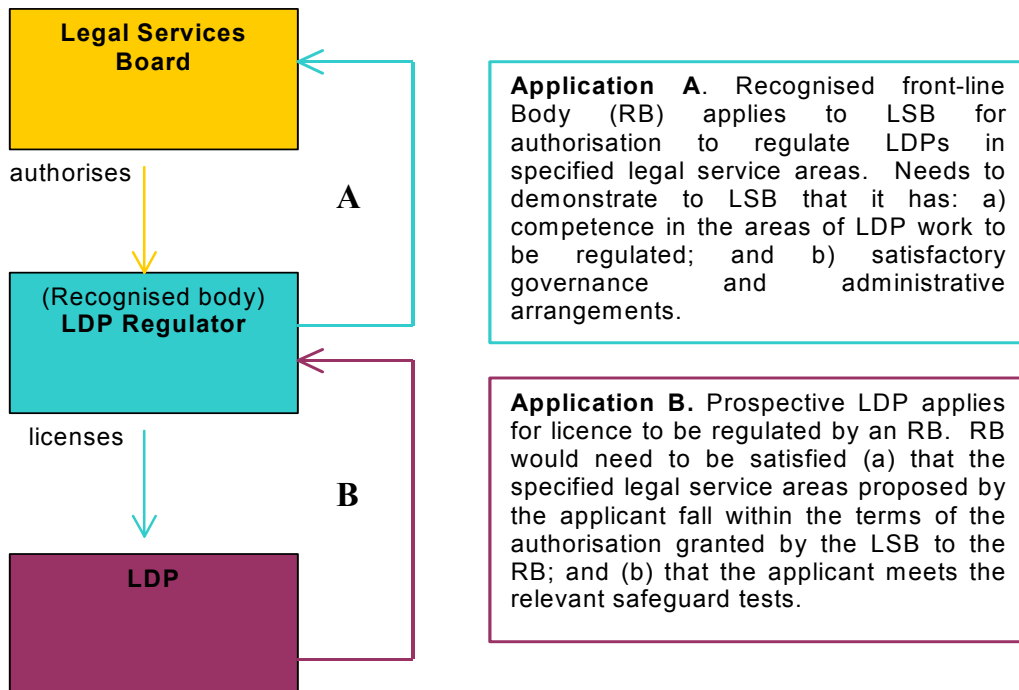 Legal Services
Board
authorises
A
(Recognised body)
LDP Regulator
licenses
B
LDP
Application A. Recognised front-line
Body (RB) applies to LSB for
authorisation to regulate LDPs in
specified legal service areas. Needs to
demonstrate to LSB that it has: a)
competence in the areas of LDP work to
be regulated; and b) satisfactory
governance and administrative
arrangements.
Application B. Prospective LDP applies
for licence to be regulated by an RB. RB
would need to be satisfied (a) that the
specified legal service areas proposed by
the applicant fall within the terms of the
authorisation granted by the LSB to the
RB; and (b) that the applicant meets the
relevant safeguard tests.